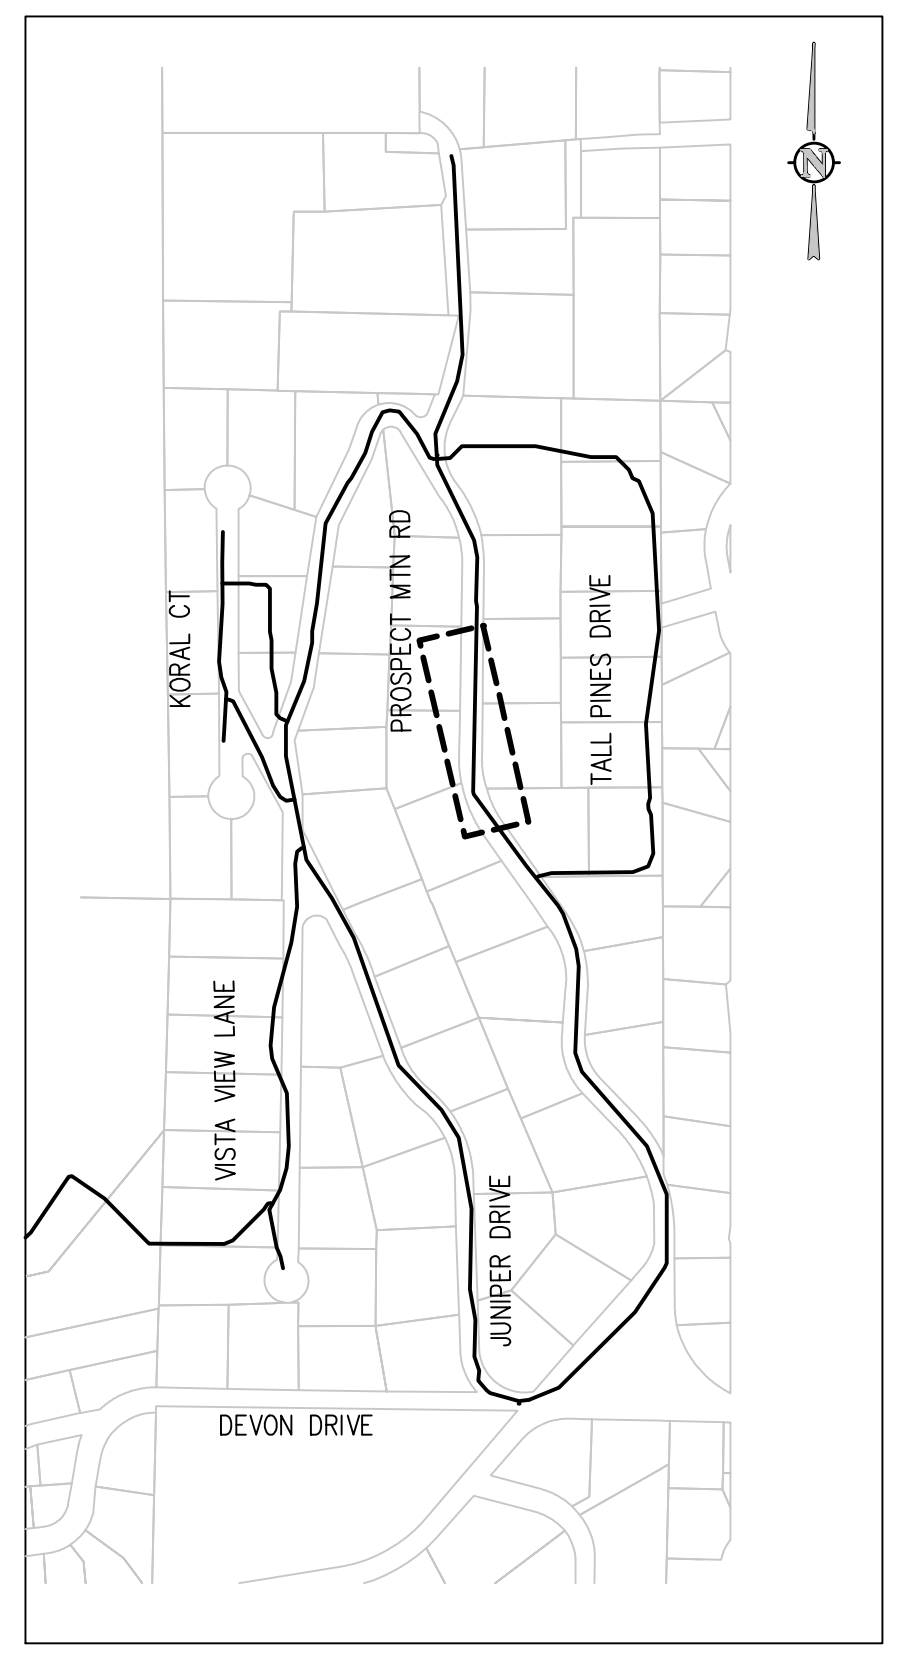 N
PROSPECT MTN RD
KORAL CT
TALL PINES DRIVE
VISTA VIEW LANE
JUNIPER DRIVE
DEVON DRIVE